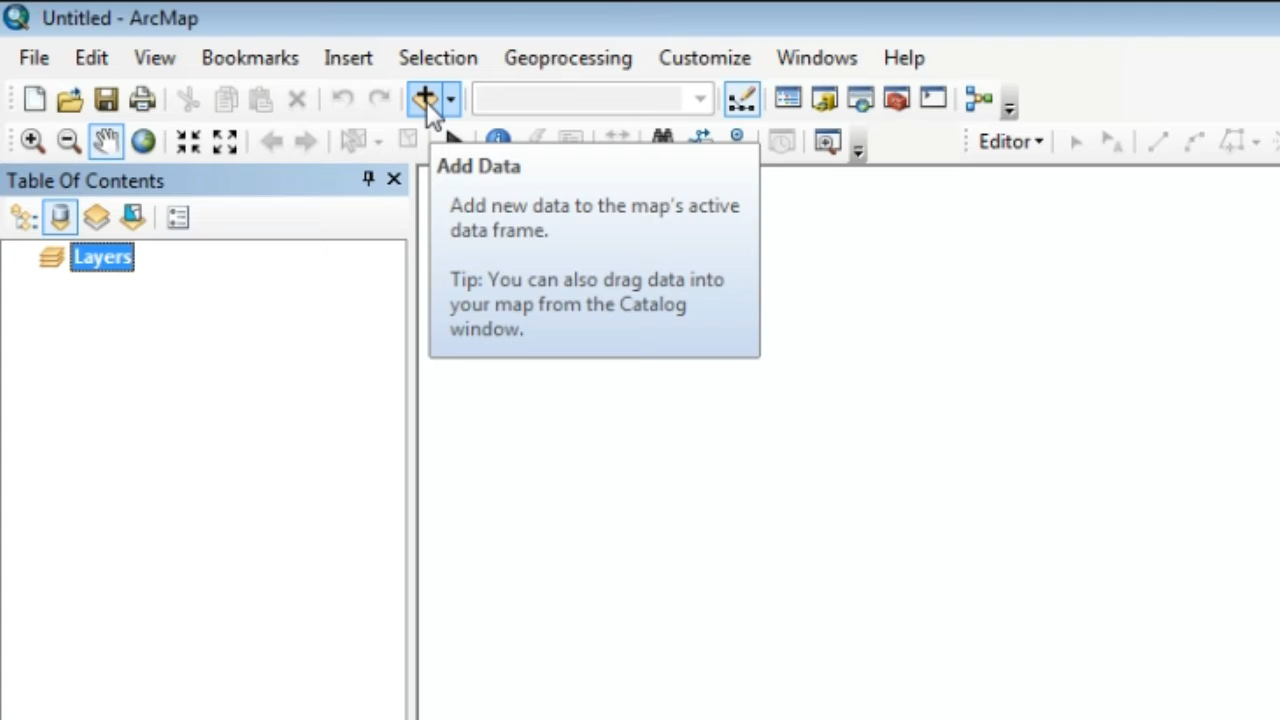 Untitled - ArcMap
File Edit View Bookmarks Insert Selection Geoprocessing Customize Windows Help
Editor
Table Of Contents
Add Data
Add new data to the map's active
data frame.
Layers
Tip: You can also drag data into
your map from the Catalog
window.